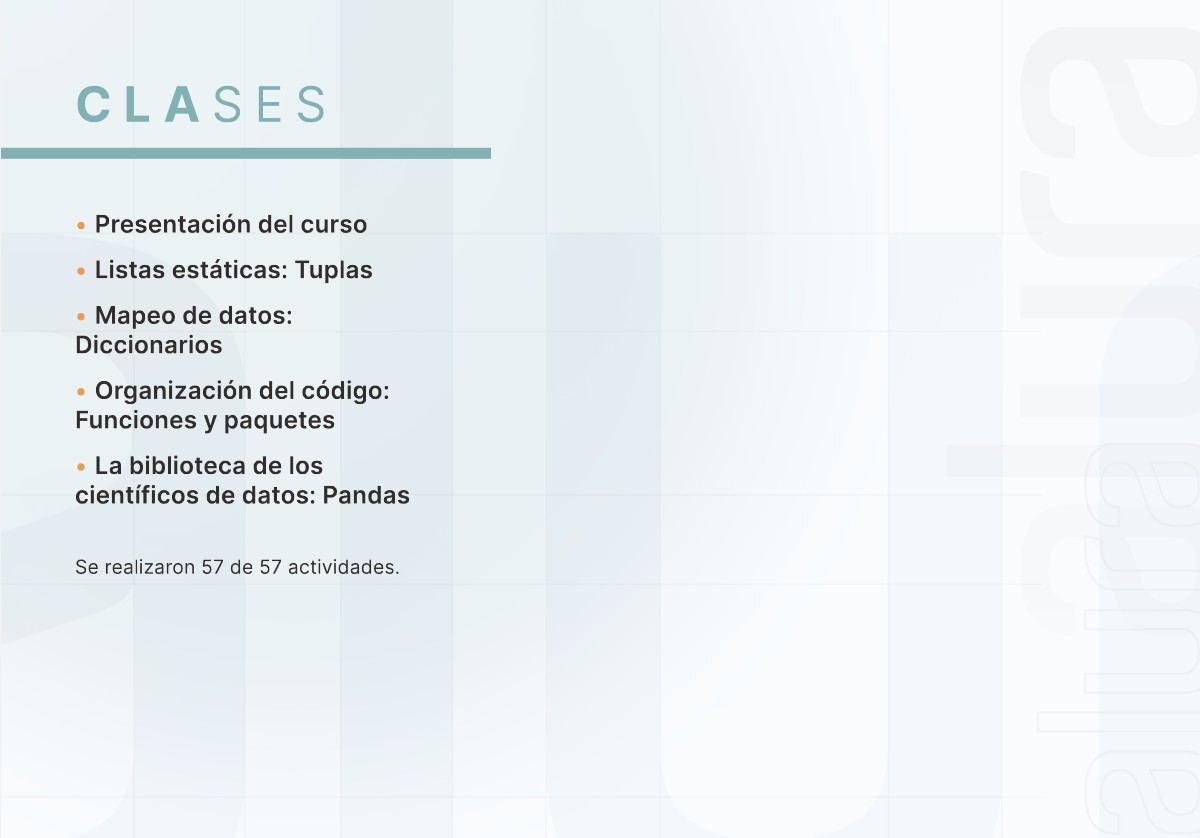 CLASES
• Presentación del curso
• Listas estáticas: Tuplas
• Mapeo de datos:
Diccionarios
• Organización del código:
Funciones y paquetes
• La biblioteca de los
científicos de datos: Pandas
Se realizaron 57 de 57 actividades.
alura
alura